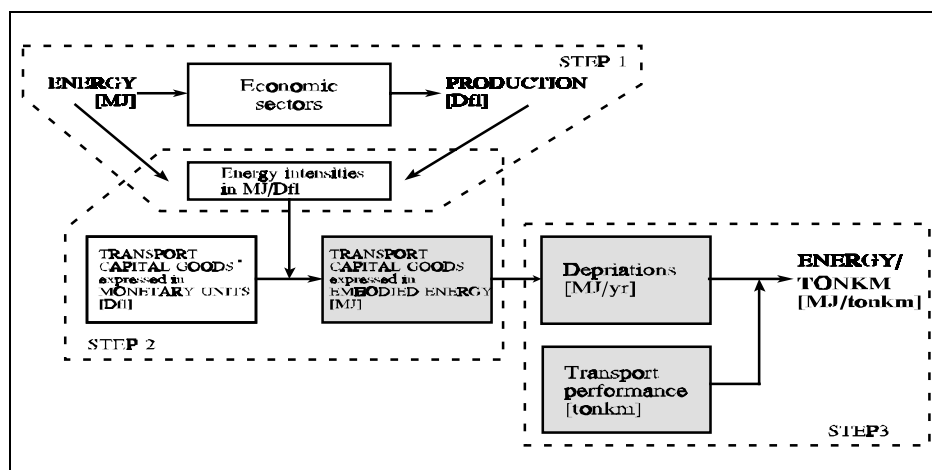 STEP 1
ENERGY
[MJ]
Economic
sectors
PRODUCTION
[Dfl]
Energy intensities
in MJ/Dfl
TRANSPORT
CAPITAL GOODS"
expressed in
MONETARY UNITS
[Dfl]
TRANSPORT
CAPITAL GOODS"
expressed in
EMBODIED ENERGY
[MJ]
STEP 2
Depriations
[MJ/yr]
ENERGY/
TONKM
[MJ/tonkm]
Transport
performance
[tonkm]
STEP3